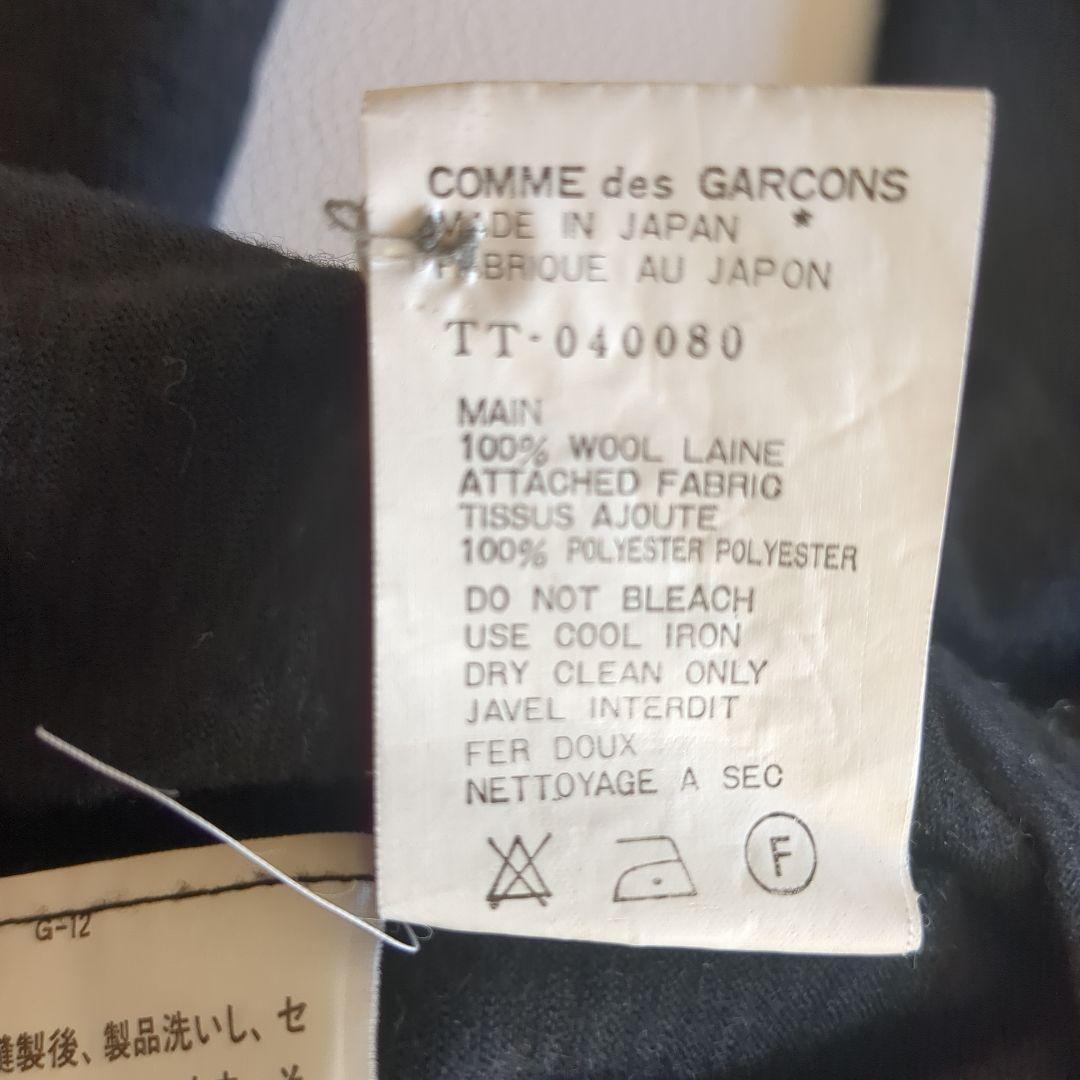 COMME des GARÇONS
MADE IN JAPAN *
FABRIQUE AU JAPON
TT-040080
MAIN
100% WOOL LAINE
ATTACHED FABRIC
TISSUS AJOUTE
100% POLYESTER POLYESTER
DO NOT BLEACH
USE COOL IRON
DRY CLEAN ONLY
JAVEL INTERDIT
FER DOUX
NETTOYAGE A SEC
F
G-12
縫製後、製品洗いし、セ